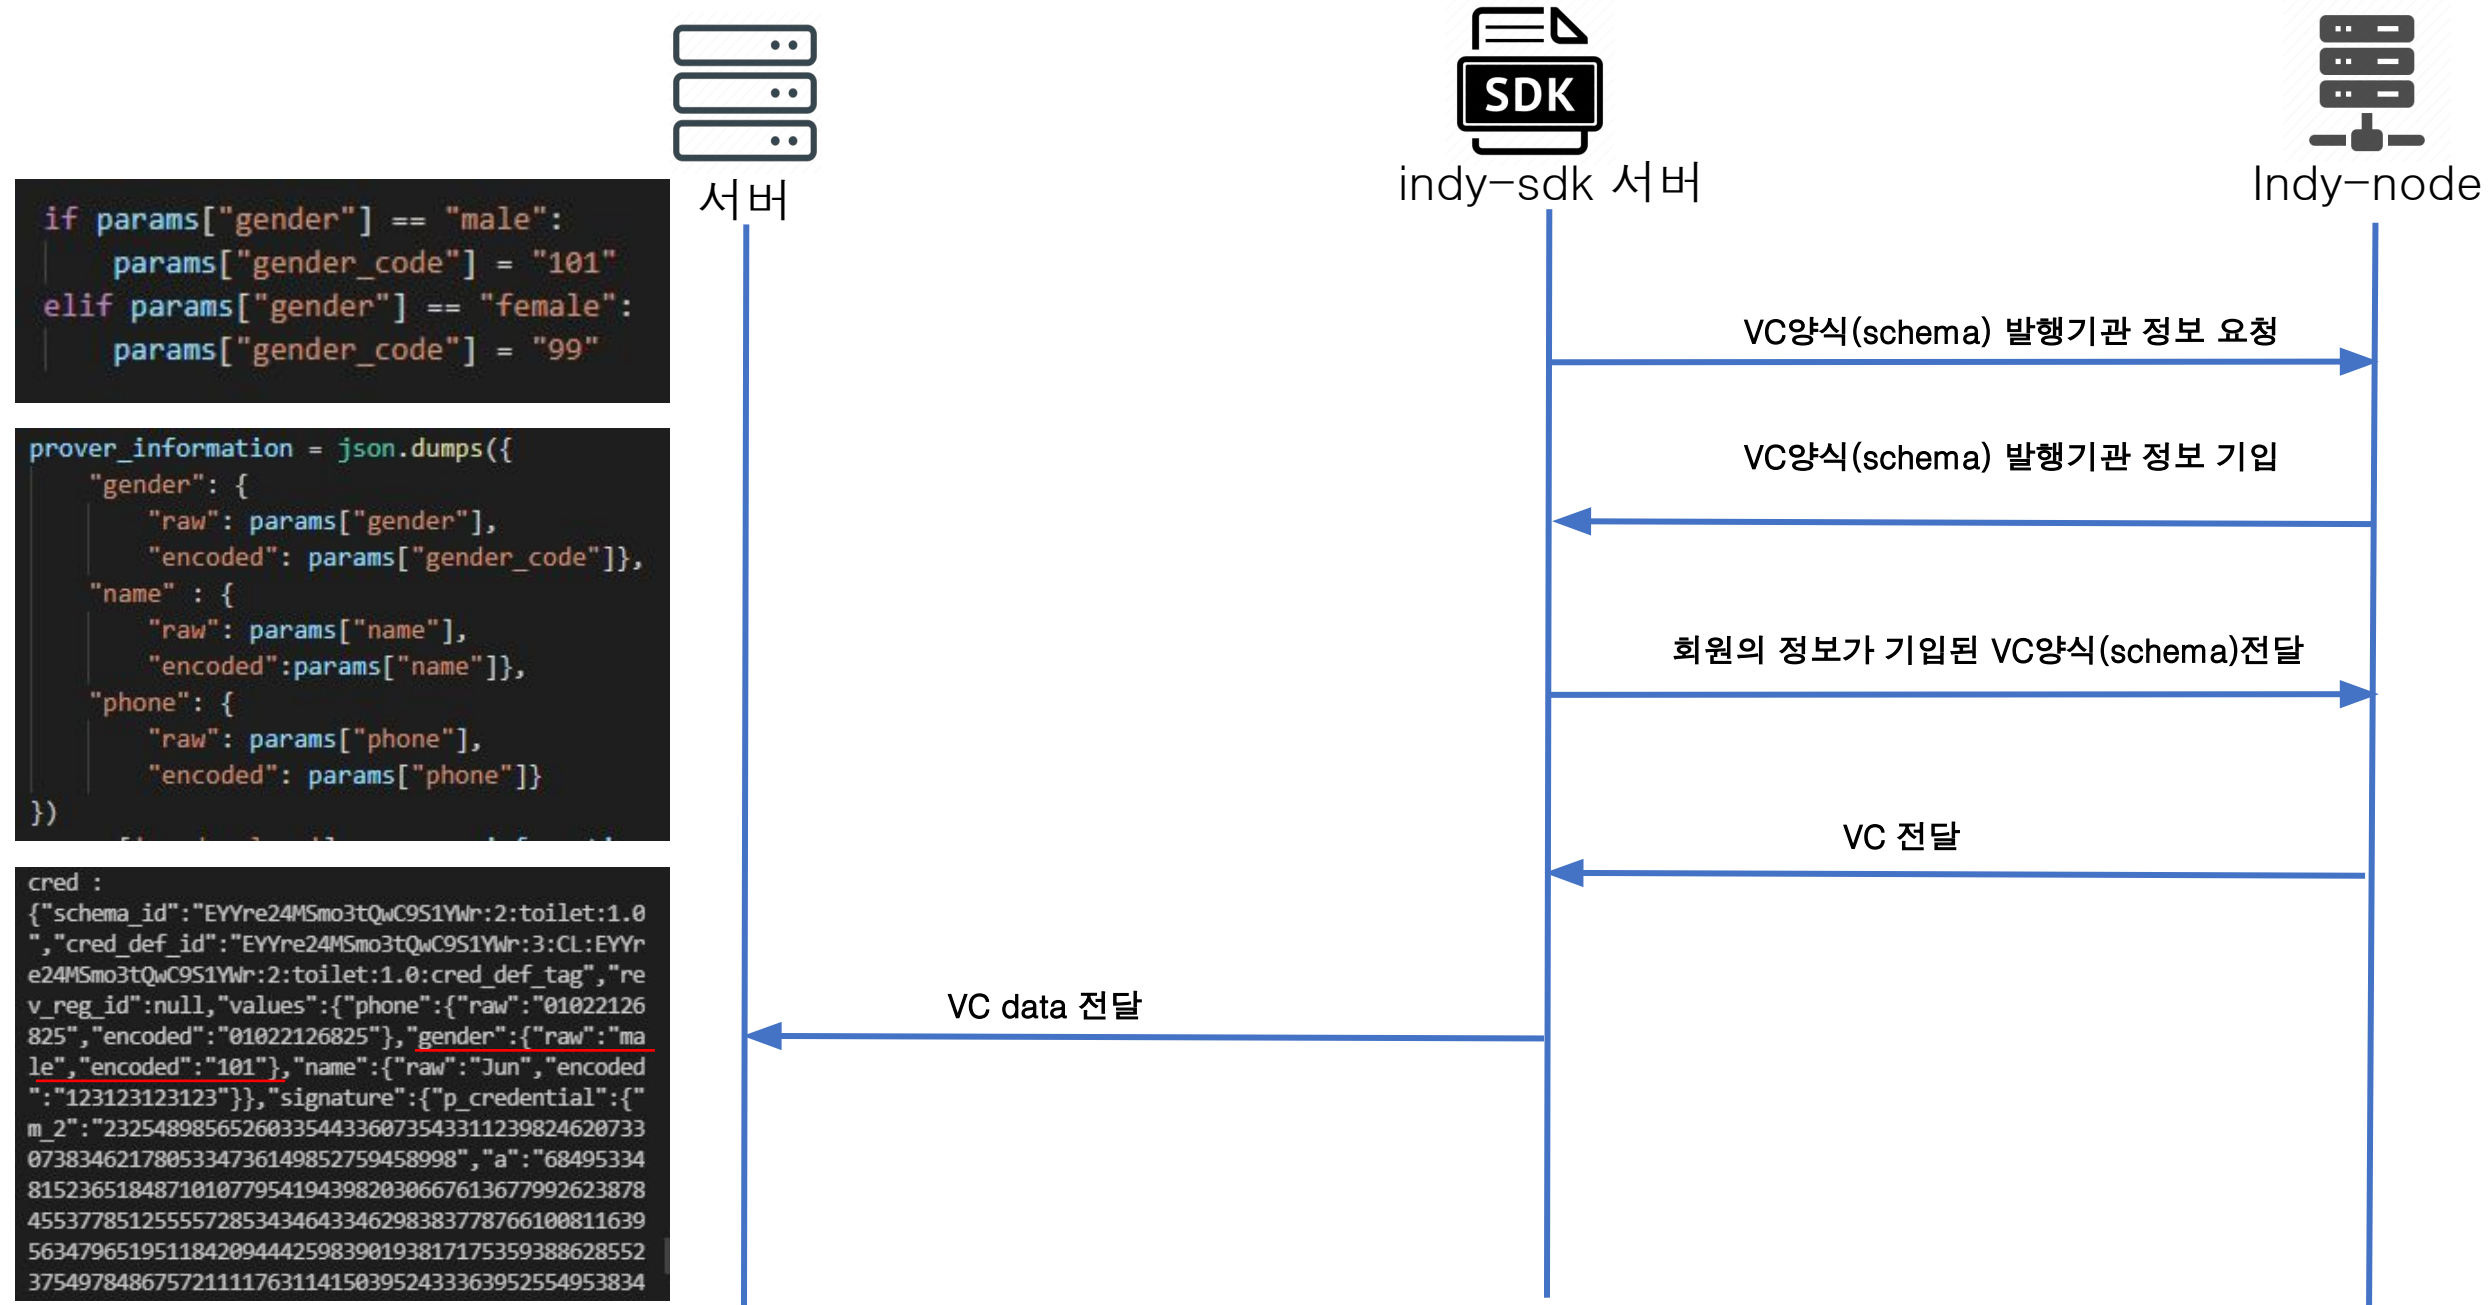 SDK
서버
indy-sdk 서버
Indy-node
if params["gender"] == "male":
params["gender_code"] = "101"
elif params["gender"] == "female":
params["gender_code"] = "99"
prover_information = json.dumps({
"gender": {
"raw": params["gender"],
"encoded": params["gender_code"]},
"name" : {
"raw": params["name"],
"encoded":params["name"]},
"phone": {
"raw": params["phone"],
"encoded": params["phone"]}
})
cred :
{"schema_id":"EYYre24MSmo3tQwC9S1YWr:2:toilet:1.0
","cred_def_id":"EYYre24MSmo3tQwC9S1YWr:3:CL:EYYr
e24MSmo3tQwC9S1YWr:2:toilet:1.0:cred_def_tag","re
v_reg_id":null,"values":{"phone":{"raw":"01022126
825","encoded":"01022126825"},"gender":{"raw":"ma
le","encoded":"101"},"name":{"raw":"Jun","encoded
":"123123123123"}},"signature":{"p_credential":{"
m_2":"23254898565260335443360735433112398246207 33
0738346217805334736149852759458998","a":"68495334
VC양식(schema) 발행기관 정보 요청
VC양식(schema) 발행기관 정보 기입
회원의 정보가 기입된 VC양식(schema)전달
VC 전달
VC data 전달